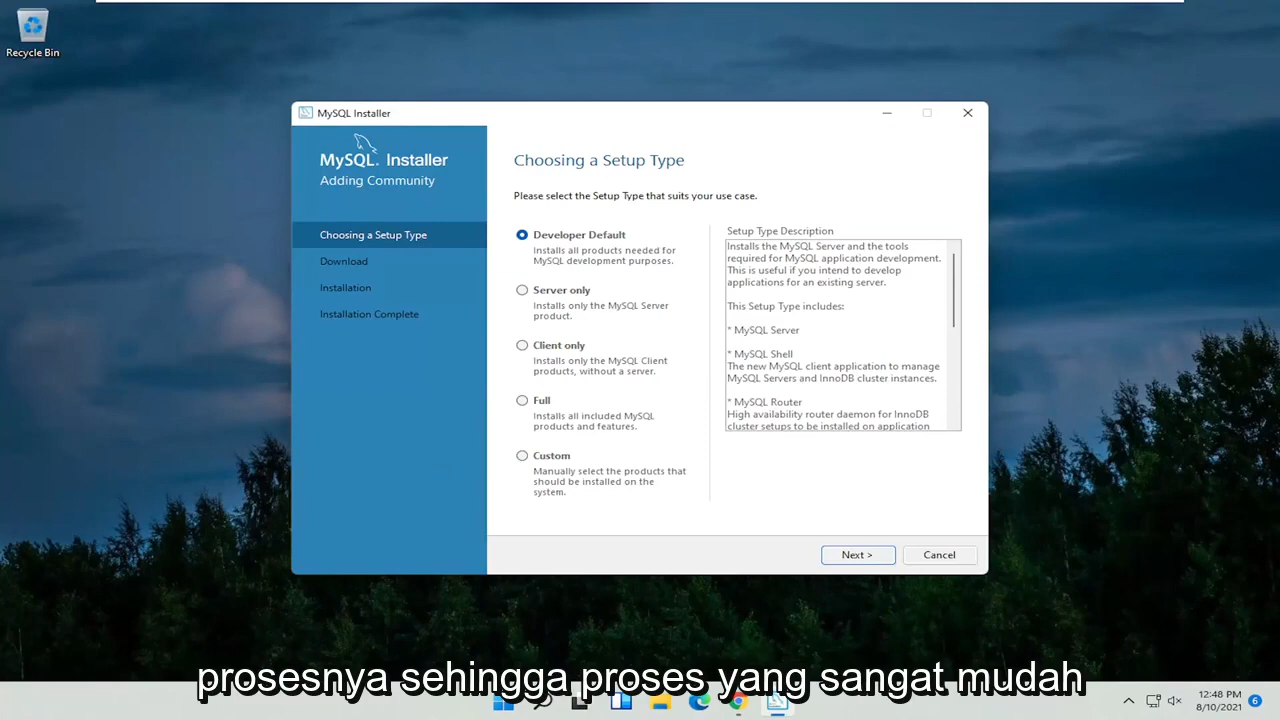 Recycle Bin
MySQL Installer
MySQL. Installer
Adding Community
Choosing a Setup Type
Download
Installation
Installation Complete
Choosing a Setup Type
Please select the Setup Type that suits your use case.
Developer Default
Installs all products needed for
MySQL development purposes.
Server only
Installs only the MySQL Server
product.
Client only
Installs only the MySQL Client
products, without a server.
Full
Installs all included MySQL
products and features.
Custom
Manually select the products that
should be installed on the
system.
Setup Type Description
Installs the MySQL Server and the tools
required for MySQL application development.
This is useful if you intend to develop
applications for an existing server.
This Setup Type includes:
* MySQL Server
* MySQL Shell
The new MySQL client application to manage
MySQL Servers and InnoDB cluster instances.
* MySQL Router
High availability router daemon for InnoDB
cluster setups to be installed on application
Next >
Cancel
prosesnya sehingga proses yang sangat mudah
12:48 PM
8/10/2021
6